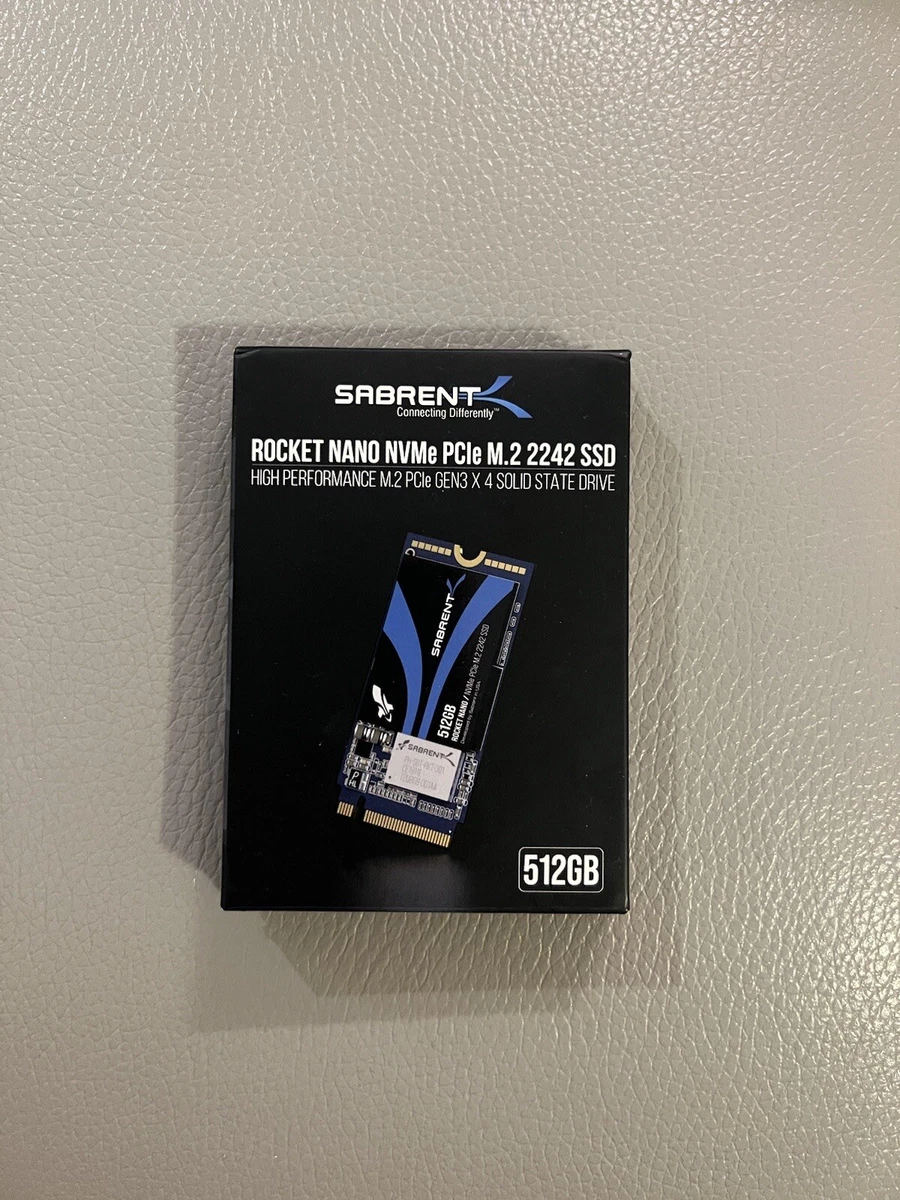 SABRENT
Connecting Differently™
ROCKET NANO NVMe PCIe M.2 2242 SSD
HIGH PERFORMANCE M.2 PCIe GEN3 X 4 SOLID STATE DRIVE
SABRENT
512GB
ROCKET NANO / NVMe PCIe M.2 2242 SSD
SABRENT
P
HL
512GB